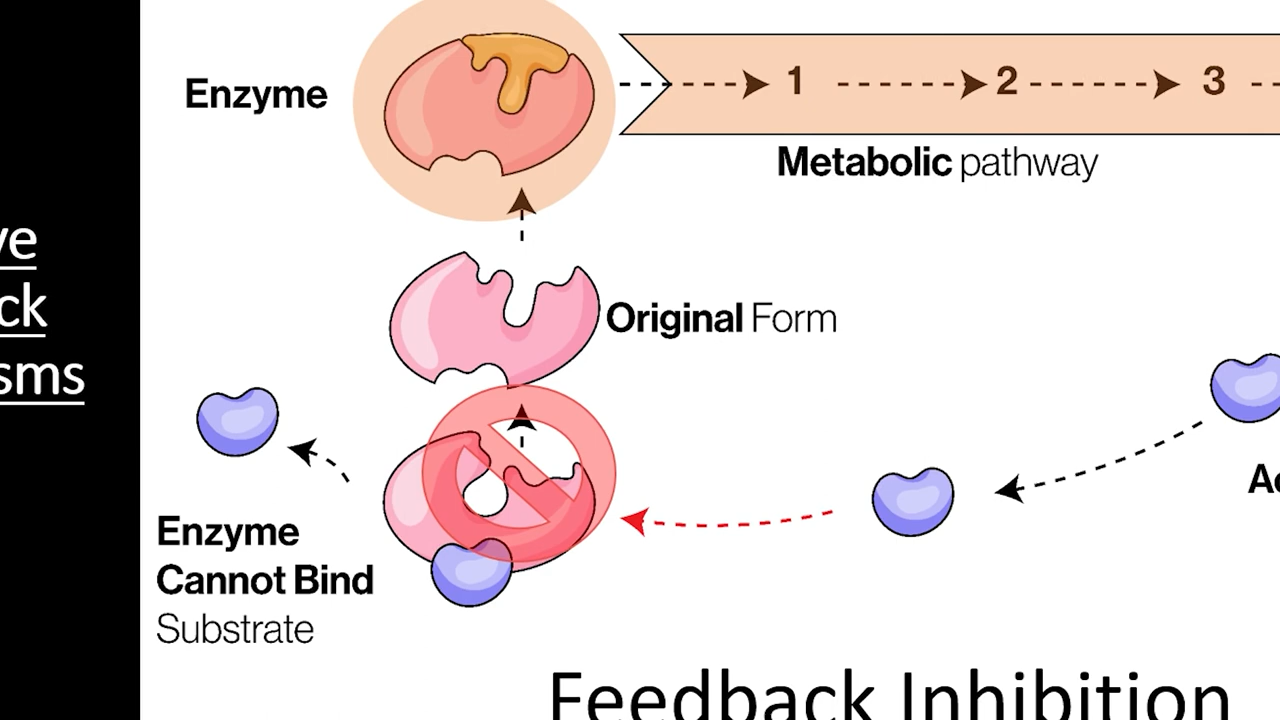 ve
ck
sms
Enzyme
1 2 3
Metabolic pathway
Original Form
Enzyme
Cannot Bind
Substrate
Feedback Inhibition